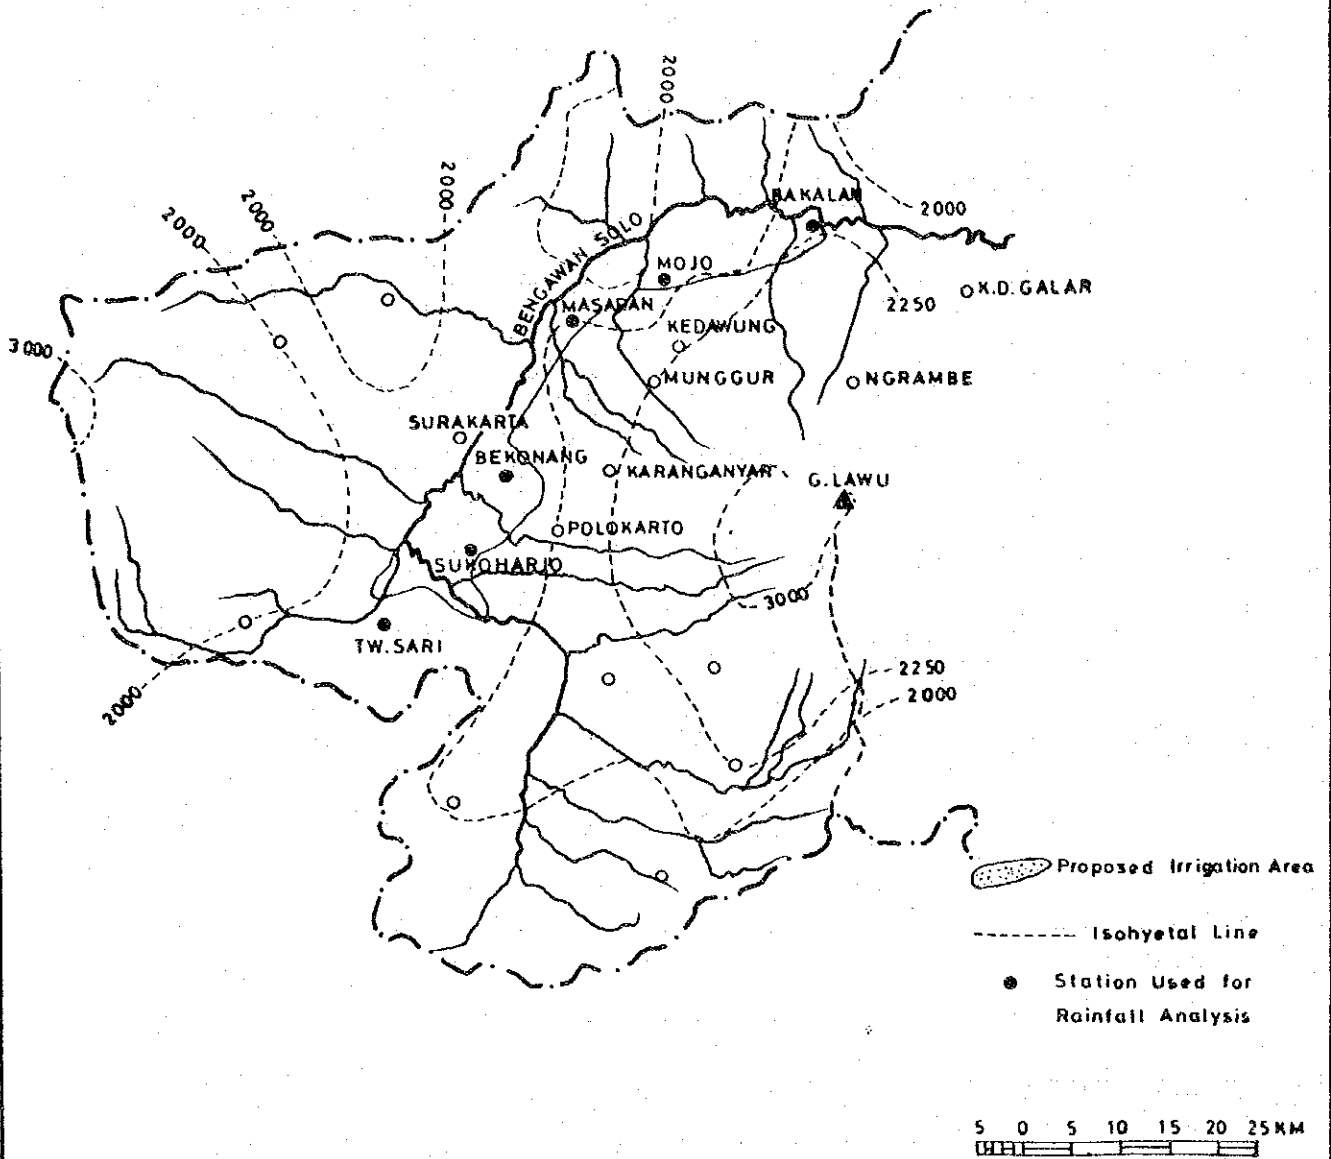 2000
2000
2000
2000
BAKALAN
2000
BENGAWAN SOLO
MOJO
K.D. GALAR
MASARAN
2250
KEDAWUNG
3000
MUNGGUR
NGRAMBE
SURAKARTA
BEKONANG
KARANGANYAR
G. LAWU
POLOKARTO
SUKOHARJO
3000
TW. SARI
2250
2000
2000
Proposed Irrigation Area
Isohyetal Line
Station Used for
Rainfall Analysis
5 0 5 10 15 20 25 KM